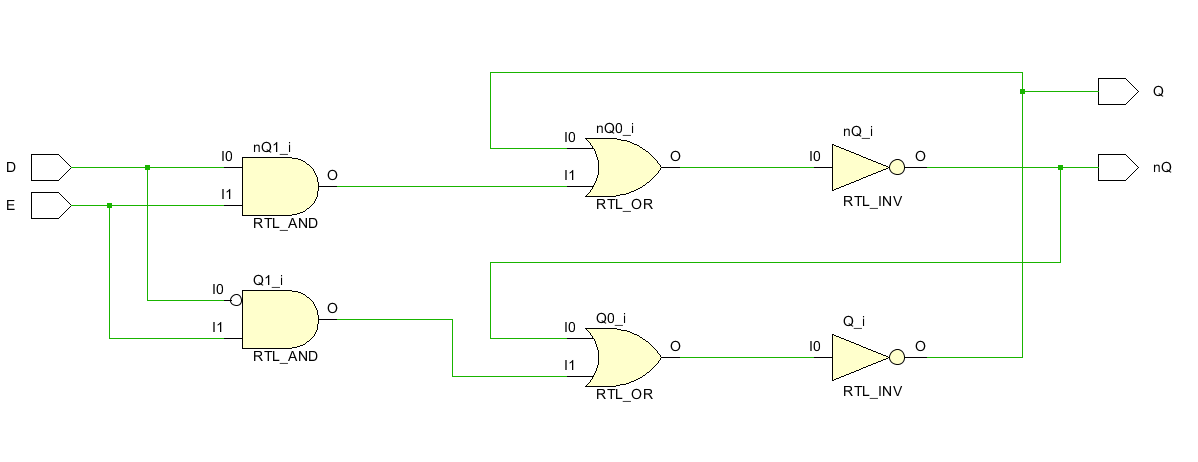 Q
nQ0_i
nQ_i
I0
O
I0
O
nQ
I1
RTL_OR
RTL_INV
nQ1_i
D
I0
O
E
I1
RTL_AND
Q1_i
I0
O
I1
RTL_AND
Q0_i
Q_i
I0
O
I0
O
I1
RTL_OR
RTL_INV